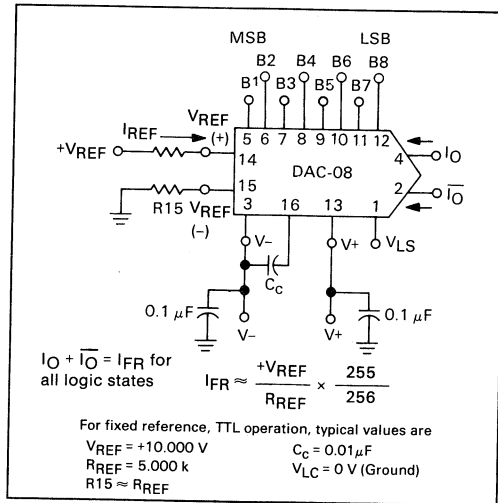 MSB LSB
B2 B4 B6 B8
B1 B3 B5 B7
VREF
IREF (+)
+VREF 5 6 7 8 9 10 11 12
14 4 IO
DAC-08
15 2 IO
R15 VREF 3 16 13 1
(–)
V– V+ VLS
CC
0.1 μF V– V+ 0.1 μF
IO + IO = IFR for
all logic states
IFR ≈ +VREF / RREF × 255 / 256
For fixed reference, TTL operation, typical values are
VREF = +10.000 V CC = 0.01μF
RREF = 5.000 k VLC = 0 V (Ground)
R15 ≈ RREF